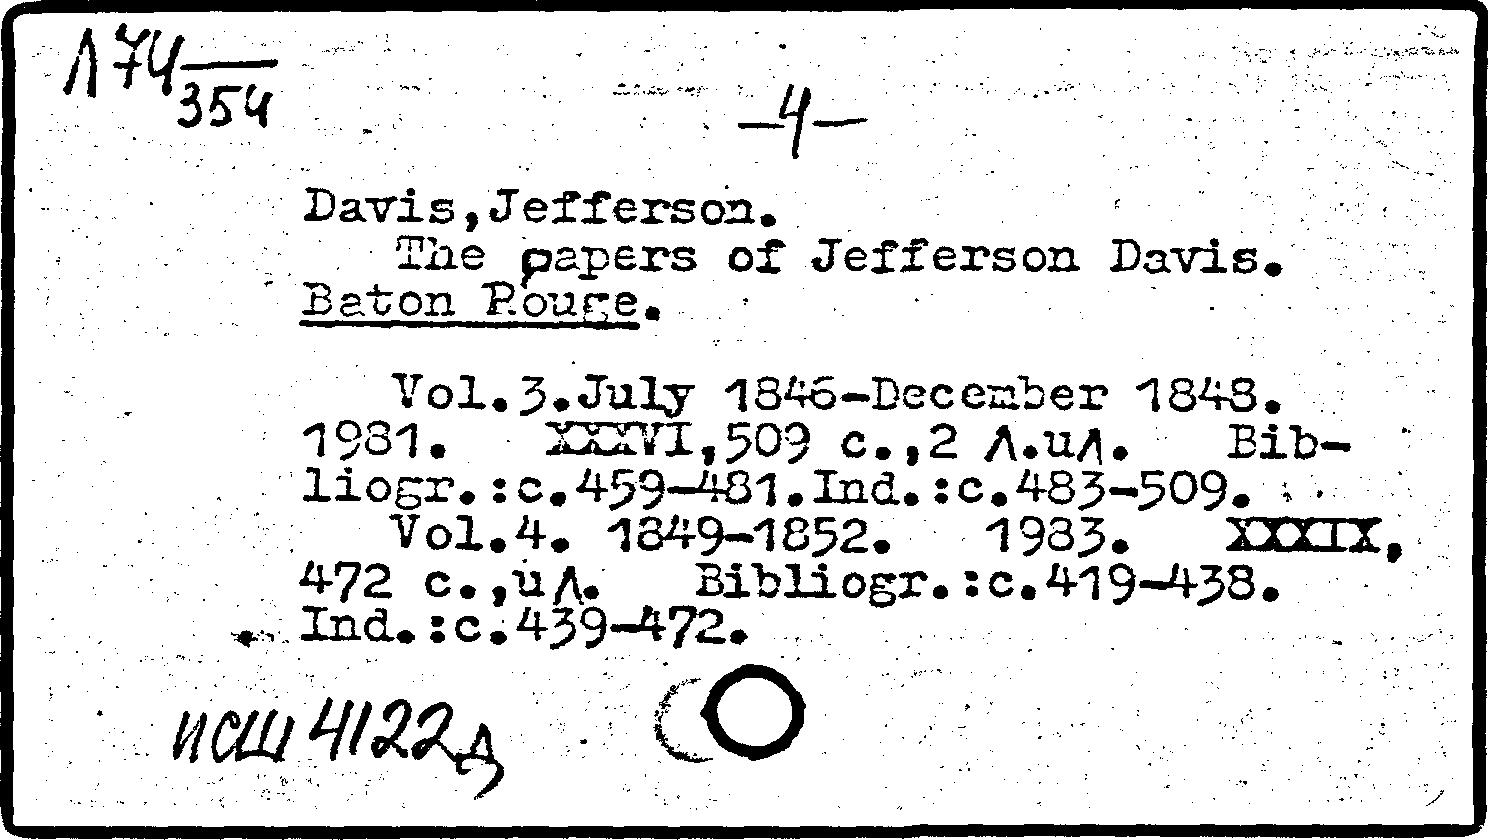 Л74
354
—4—
Davis,Jefferson.
The papers of Jefferson Davis.
Baton Rouge.
Vol.3.July 1846-December 1848.
1981. XXXVI,509 с.,2 л.ил. Bib-
liogr.:с.459-481.Ind.:с.483-509.
Vol.4. 1849-1852. 1983. XXXIX,
472 с.,ил. Bibliogr.:с.419-438.
Ind.:с.439-472.
ИСШ 4122д